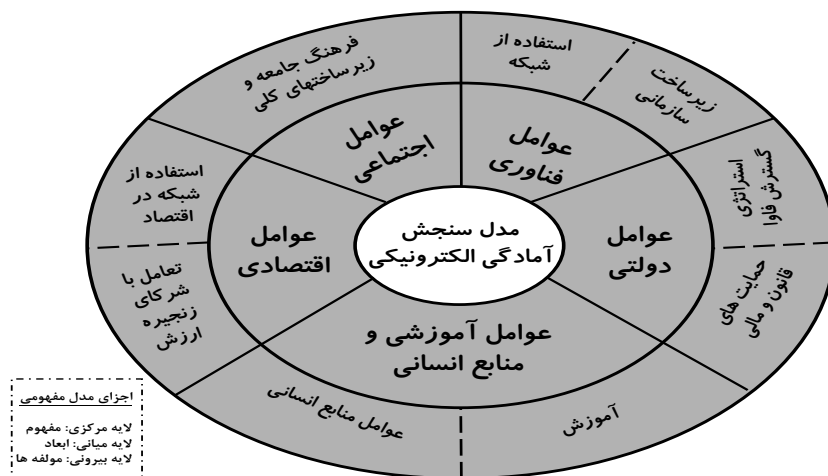 مدل سنجش
آمادگی الکترونیکی
عوامل
فناوری
عوامل
دولتی
عوامل آموزشی و
منابع انسانی
عوامل
اقتصادی
عوامل
اجتماعی
استفاده از
شبکه
زیرساخت
سازمانی
استراتژی
گسترش فاوا
حمایت های
قانون و مالی
آموزش
عوامل منابع انسانی
تعامل با
شرکای
زنجیره
ارزش
استفاده از
شبکه در
اقتصاد
فرهنگ جامعه و
زیرساختهای کلی
اجزای مدل مفهومی
لایه مرکزی: مفهوم
لایه میانی: ابعاد
لایه بیرونی: مولفه ها